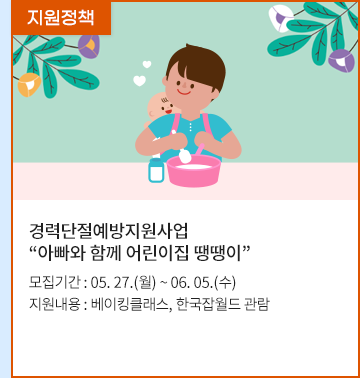 지원정책
경력단절예방지원사업
“아빠와 함께 어린이집 땡땡이”
모집기간 : 05. 27.(월) ~ 06. 05.(수)
지원내용 : 베이킹클래스, 한국잡월드 관람